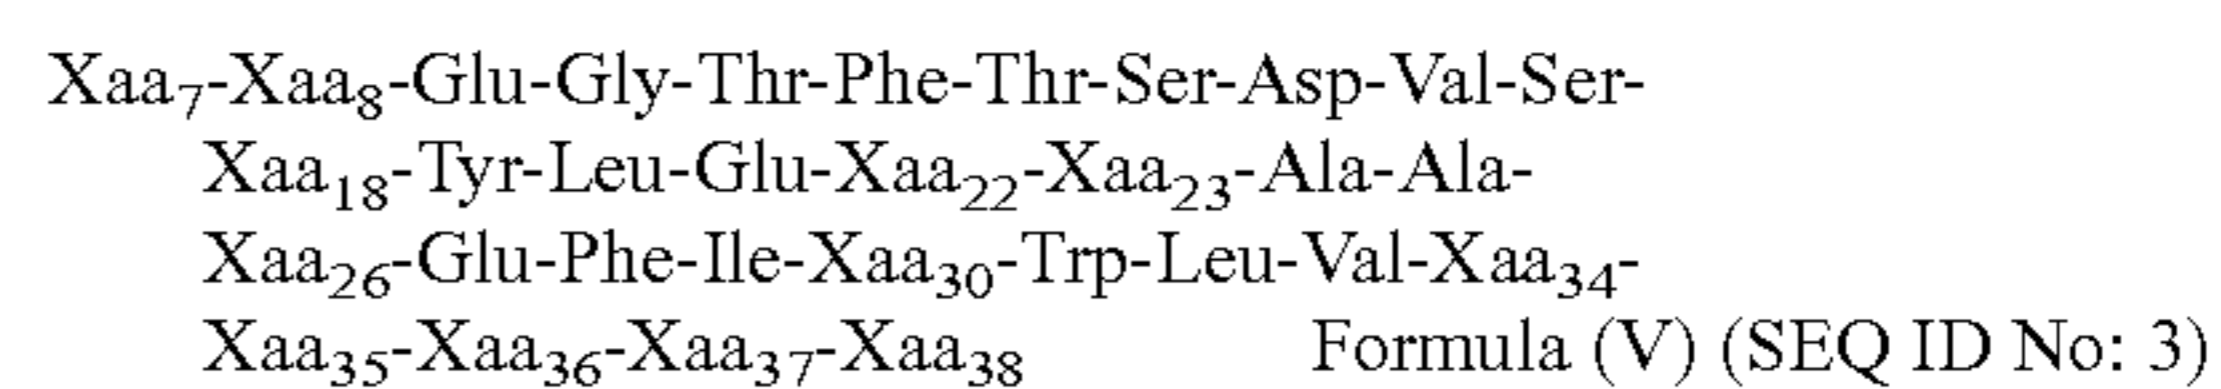 Xaa₇-Xaa₈-Glu-Gly-Thr-Phe-Thr-Ser-Asp-Val-Ser-
Xaa₁₈-Tyr-Leu-Glu-Xaa₂₂-Xaa₂₃-Ala-Ala-
Xaa₂₆-Glu-Phe-Ile-Xaa₃₀-Trp-Leu-Val-Xaa₃₄-
Xaa₃₅-Xaa₃₆-Xaa₃₇-Xaa₃₈ Formula (V) (SEQ ID No: 3)